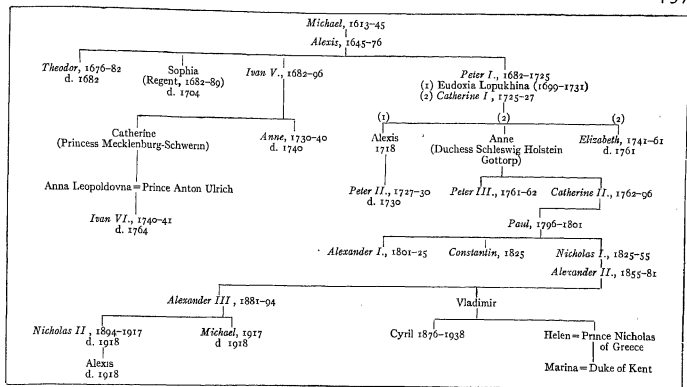 Michael, 1613-45
Alexis, 1645-76
Theodor, 1676-82
d. 1682
Sophia
(Regent, 1682-89)
d. 1704
Ivan V., 1682-96
Peter I., 1682-1725
(1) Eudoxia Lopukhina (1699-1731)
(2) Catherine I, 1725-27
Catherine
(Princess Mecklenburg-Schwerin)
Anne, 1730-40
d. 1740
(1)
Alexis
1718
(2)
Anne
(Duchess Schleswig Holstein
Gottorp)
(2)
Elizabeth, 1741-61
d. 1761
Anna Leopoldovna = Prince Anton Ulrich
Peter II., 1727-30
d. 1730
Peter III., 1761-62
Catherine II., 1762-96
Ivan VI., 1740-41
d. 1764
Paul, 1796-1801
Alexander I., 1801-25
Constantin, 1825
Nicholas I., 1825-55
Alexander II., 1855-81
Alexander III, 1881-94
Vladimir
Nicholas II, 1894-1917
d. 1918
Michael, 1917
d 1918
Cyril 1876-1938
Helen = Prince Nicholas
of Greece
Alexis
d. 1918
Marina = Duke of Kent